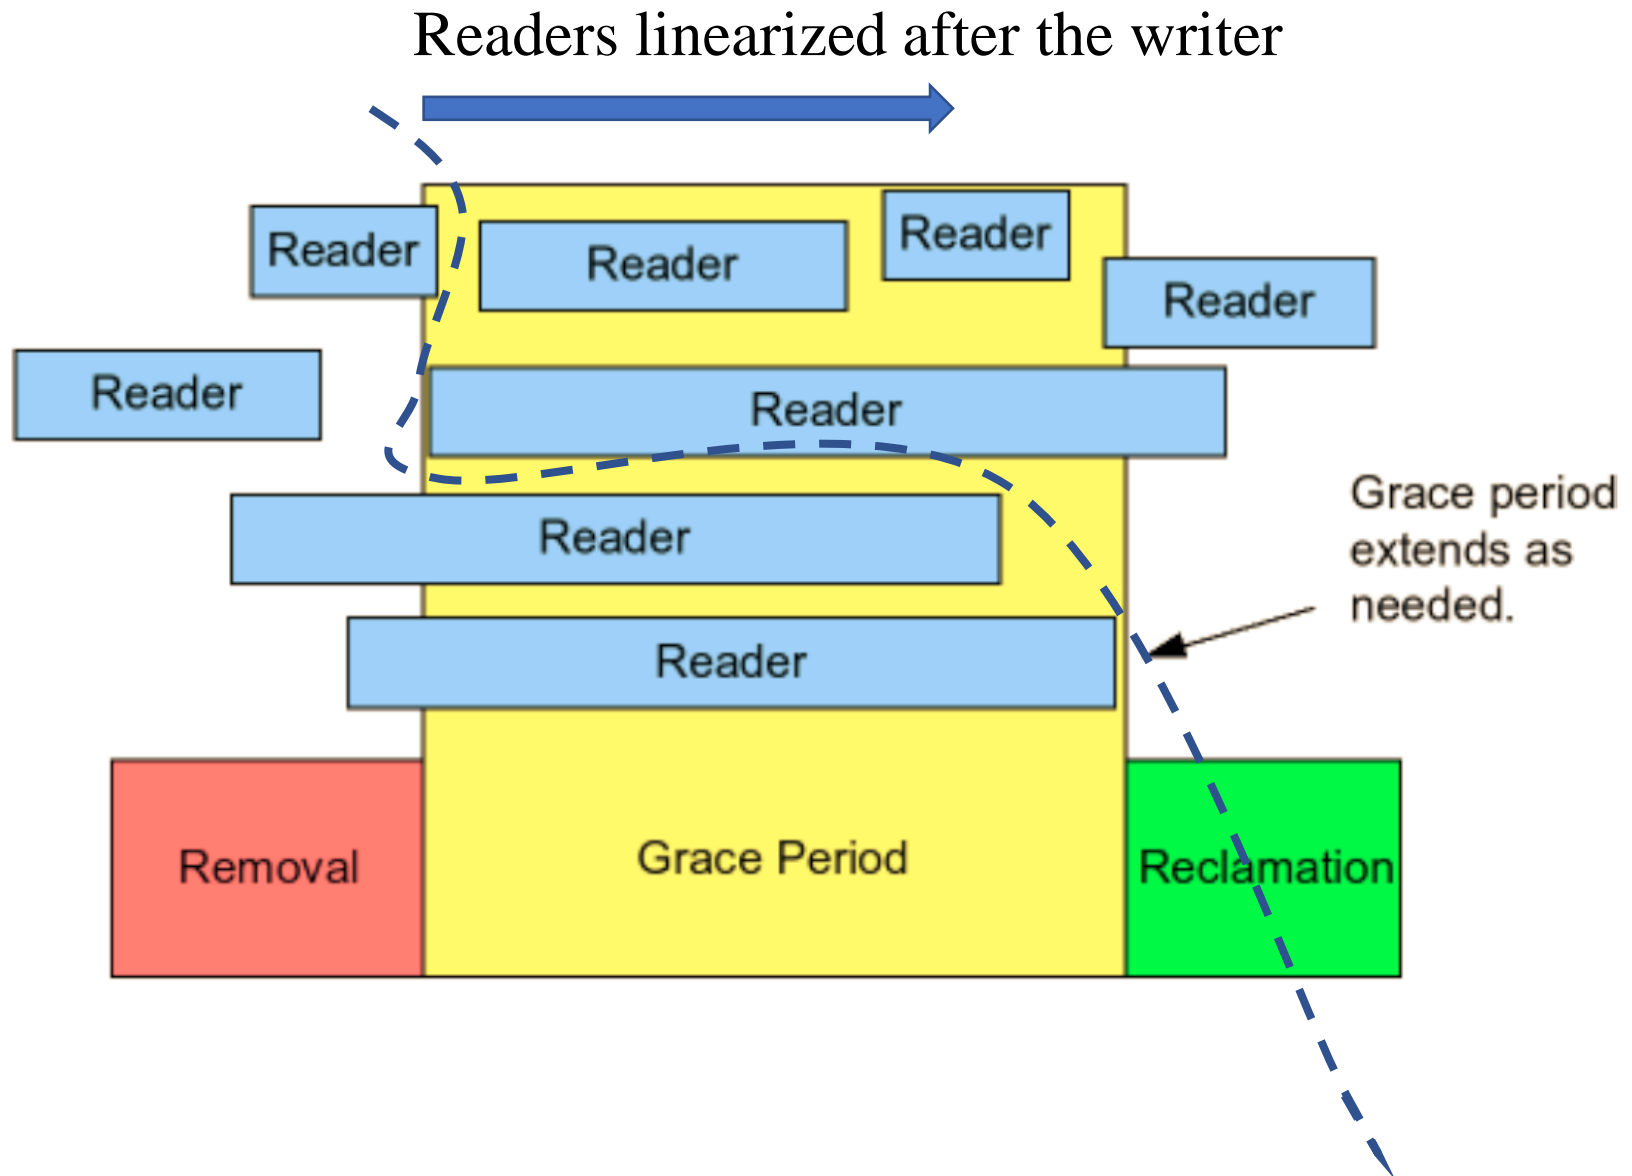 Readers linearized after the writer
Reader
Reader
Reader
Reader
Reader
Reader
Reader
Reader
Grace period
extends as
needed.
Removal
Grace Period
Reclamation